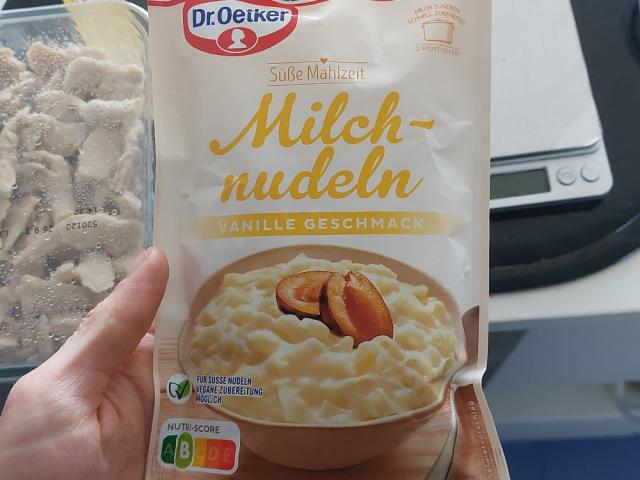 Dr.Oetker
MILCH ZUGEBEN
SCHNELL ZUBEREITET
2 PORTIONEN
Süße Mahlzeit
Milch-
nudeln
VANILLE GESCHMACK
FÜR SÜSSE NUDELN
VEGANE ZUBEREITUNG
MÖGLICH
NUTRI-SCORE
A B C D E
500120